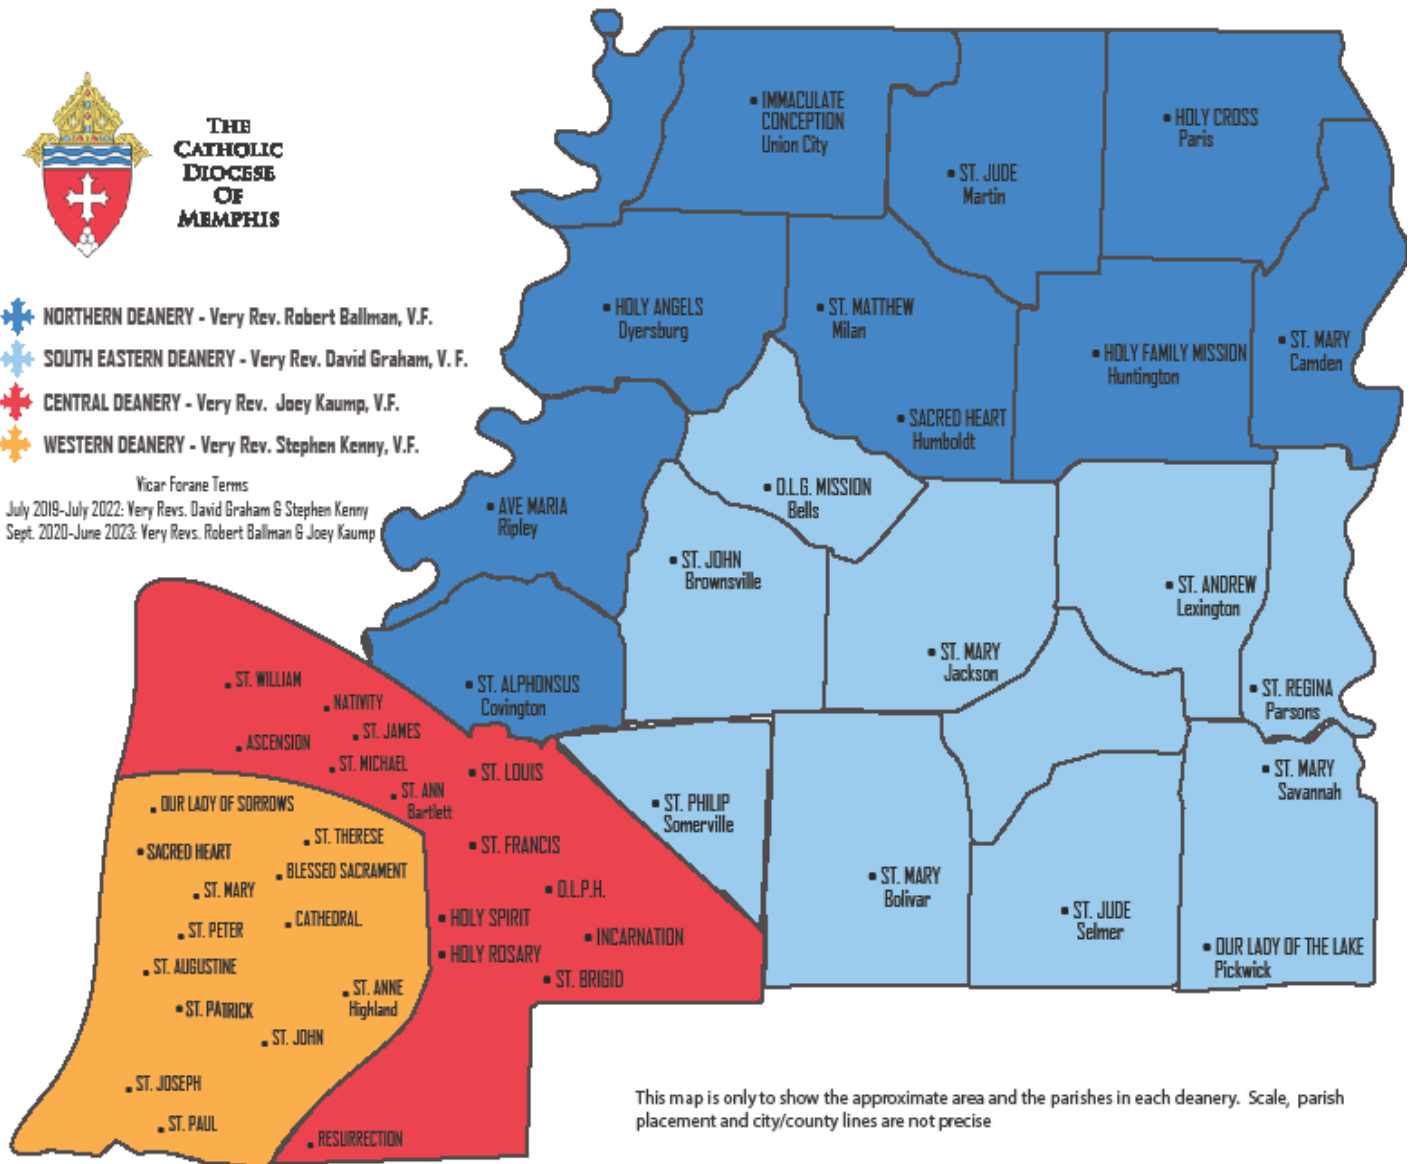 THE
CATHOLIC
DIOCESE
OF
MEMPHIS
NORTHERN DEANERY - Very Rev. Robert Ballman, V.F.
SOUTH EASTERN DEANERY - Very Rev. David Graham, V. F.
CENTRAL DEANERY - Very Rev. Joey Kaump, V.F.
WESTERN DEANERY - Very Rev. Stephen Kenny, V.F.
Vicar Forane Terms
July 2019-July 2022: Very Revs. David Graham & Stephen Kenny
Sept. 2020-June 2023: Very Revs. Robert Ballman & Joey Kaump
IMMACULATE
CONCEPTION
Union City
ST. JUDE
Martin
HOLY CROSS
Paris
HOLY ANGELS
Dyersburg
ST. MATTHEW
Milan
HOLY FAMILY MISSION
Huntington
ST. MARY
Camden
SACRED HEART
Humboldt
AVE MARIA
Ripley
O.L.G. MISSION
Bells
ST. JOHN
Brownsville
ST. ANDREW
Lexington
ST. MARY
Jackson
ST. ALPHONSUS
Covington
ST. REGINA
Parsons
ST. WILLIAM
NATIVITY
ST. JAMES
ASCENSION
ST. MICHAEL
ST. LOUIS
ST. ANN
Bartlett
ST. PHILIP
Somerville
ST. MARY
Savannah
OUR LADY OF SORROWS
ST. THERESE
ST. FRANCIS
SACRED HEART
BLESSED SACRAMENT
ST. MARY
O.L.P.H.
ST. MARY
Bolivar
ST. JUDE
Selmer
CATHEDRAL
HOLY SPIRIT
ST. PETER
INCARNATION
OUR LADY OF THE LAKE
Pickwick
HOLY ROSARY
ST. AUGUSTINE
ST. BRIGID
ST. ANNE
Highland
ST. PATRICK
ST. JOHN
ST. JOSEPH
ST. PAUL
RESURRECTION
This map is only to show the approximate area and the parishes in each deanery. Scale, parish
placement and city/county lines are not precise